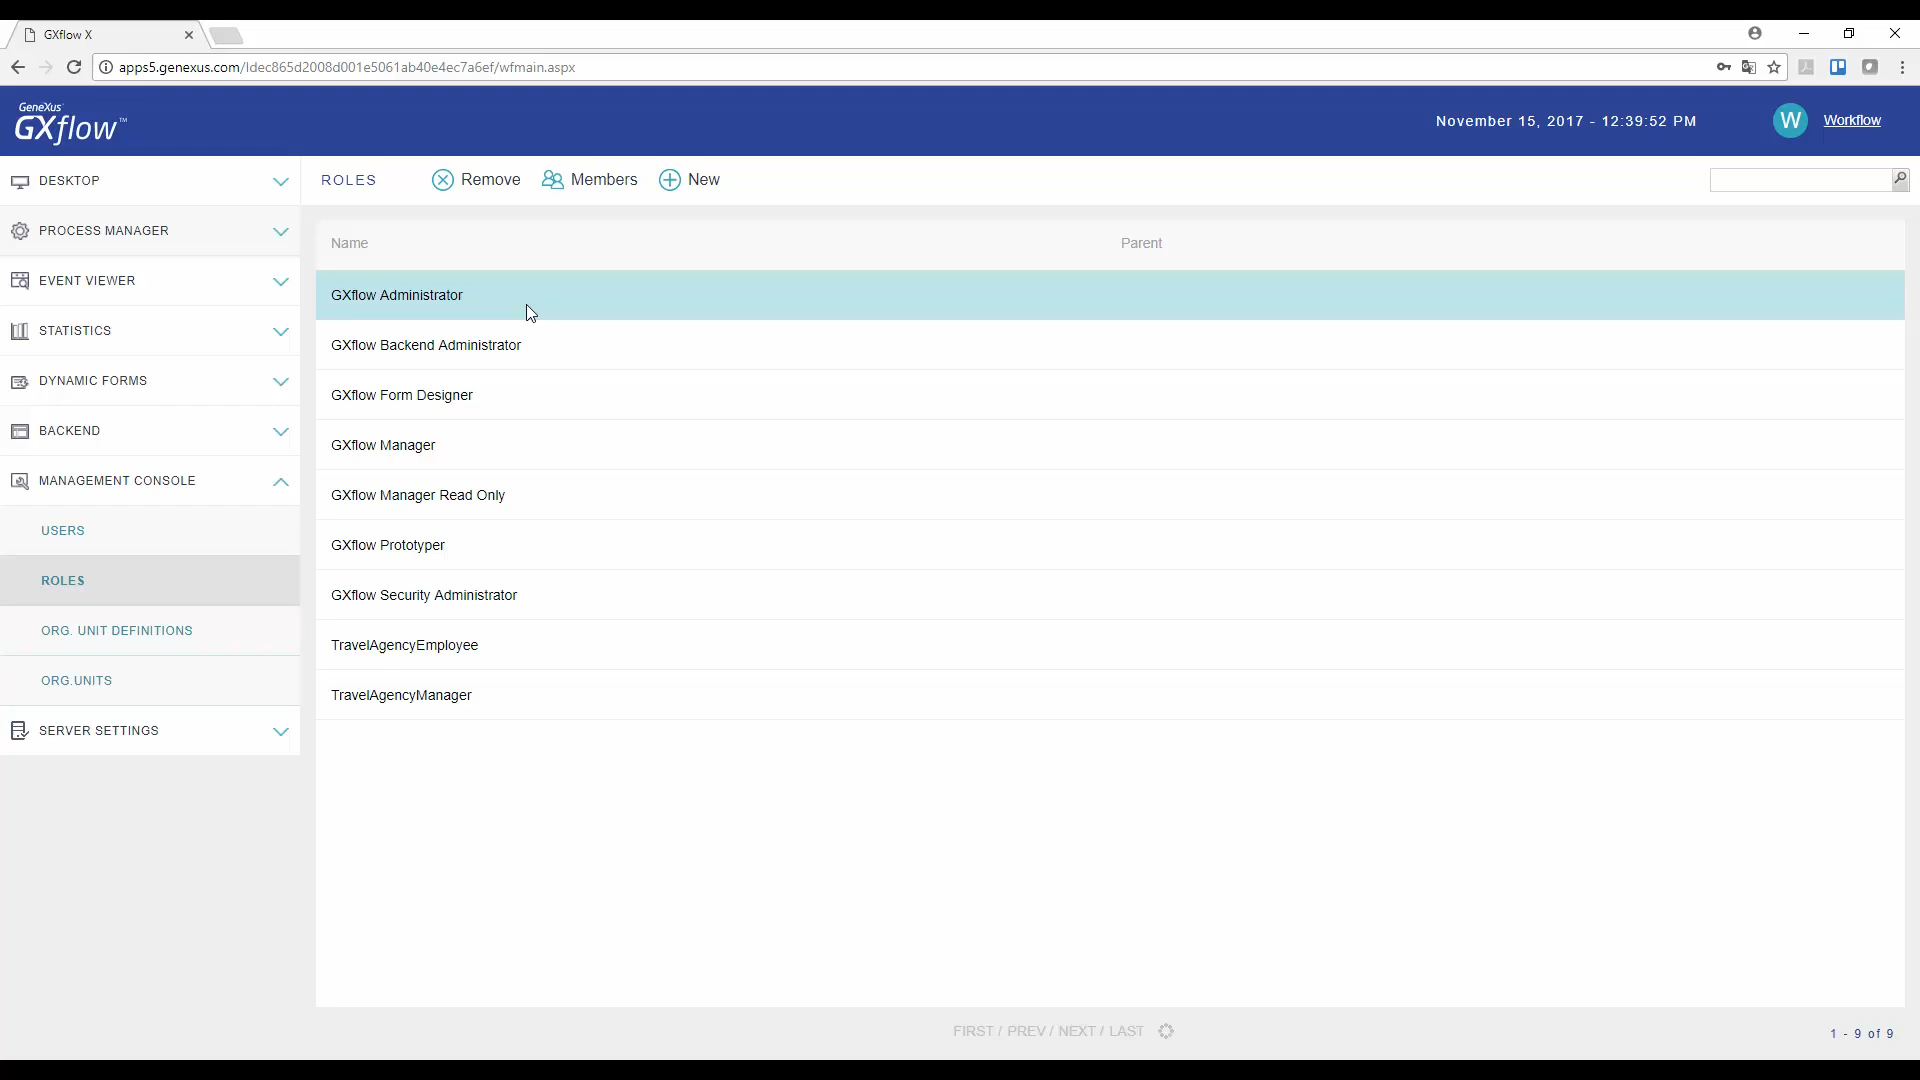 GXflow X
apps5.genexus.com/Idec865d2008d001e5061ab40e4ec7a6ef/wfmain.aspx
GeneXus
GXflow™
November 15, 2017 - 12:39:52 PM
W
Workflow
DESKTOP
ROLES
Remove
Members
New
PROCESS MANAGER
EVENT VIEWER
STATISTICS
DYNAMIC FORMS
BACKEND
MANAGEMENT CONSOLE
USERS
ROLES
ORG. UNIT DEFINITIONS
ORG.UNITS
SERVER SETTINGS
Name Parent
GXflow Administrator
GXflow Backend Administrator
GXflow Form Designer
GXflow Manager
GXflow Manager Read Only
GXflow Prototyper
GXflow Security Administrator
TravelAgencyEmployee
TravelAgencyManager
FIRST / PREV / NEXT / LAST
1 - 9 of 9